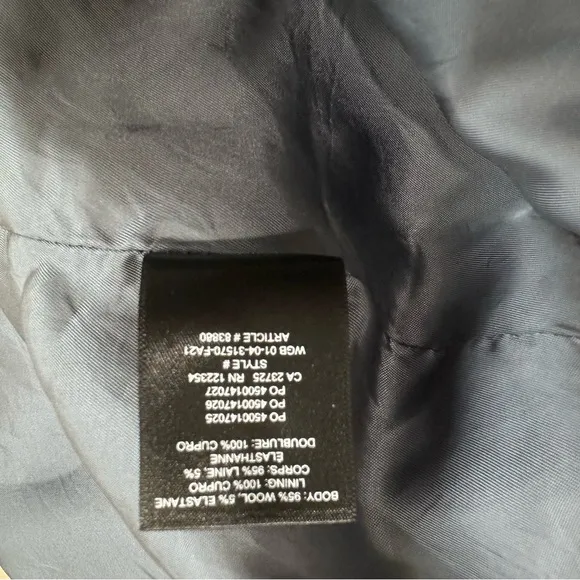 BODY: 95% WOOL, 5% ELASTANE
LINING: 100% CUPRO
CORPS: 95% LAINE, 5%
ÉLASTHANNE
DOUBLURE: 100% CUPRO
PO 4500147025
PO 4500147026
PO 4500147027
CA 23725 RN 122354
STYLE #
WGB 01-04-31570-FA21
ARTICLE # 83880